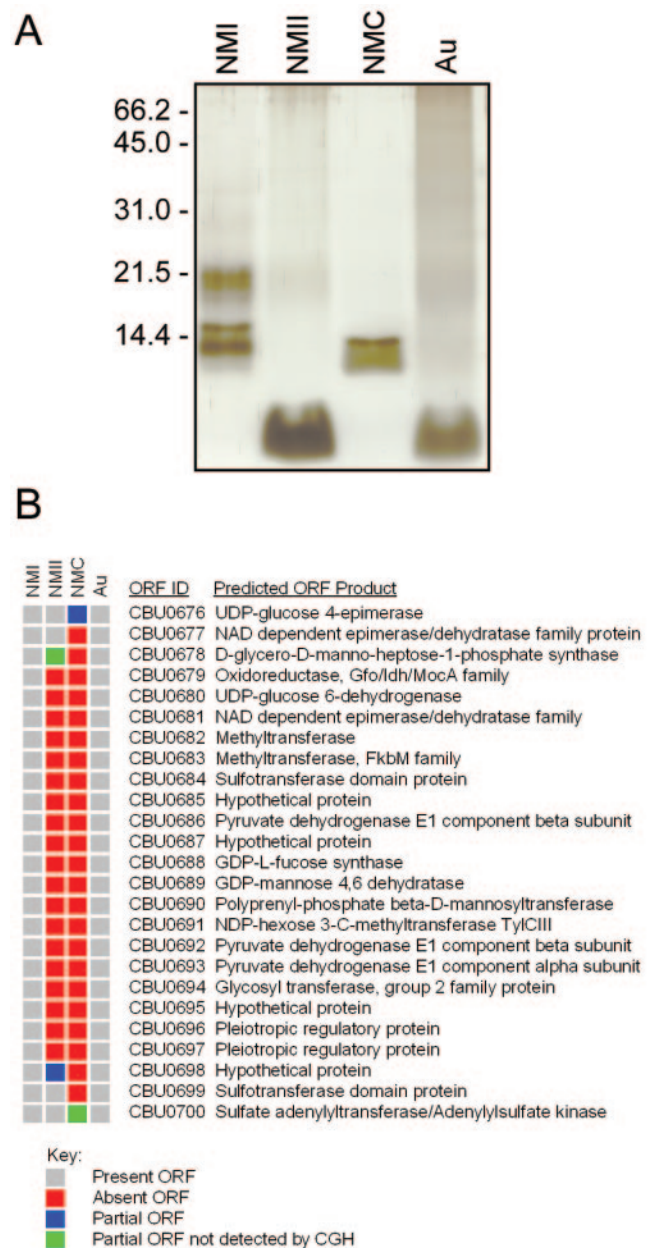 A
NMI NMII NMC Au
66.2 -
45.0 -
31.0 -
21.5 -
14.4 -
B
NMI NMII NMC Au
ORF ID Predicted ORF Product
CBU0676 UDP-glucose 4-epimerase
CBU0677 NAD dependent epimerase/dehydratase family protein
CBU0678 D-glycero-D-manno-heptose-1-phosphate synthase
CBU0679 Oxidoreductase, Gfo/Idh/MocA family
CBU0680 UDP-glucose 6-dehydrogenase
CBU0681 NAD dependent epimerase/dehydratase family
CBU0682 Methyltransferase
CBU0683 Methyltransferase, FkbM family
CBU0684 Sulfotransferase domain protein
CBU0685 Hypothetical protein
CBU0686 Pyruvate dehydrogenase E1 component beta subunit
CBU0687 Hypothetical protein
CBU0688 GDP-L-fucose synthase
CBU0689 GDP-mannose 4,6 dehydratase
CBU0690 Polyprenyl-phosphate beta-D-mannosyltransferase
CBU0691 NDP-hexose 3-C-methyltransferase TylCIII
CBU0692 Pyruvate dehydrogenase E1 component beta subunit
CBU0693 Pyruvate dehydrogenase E1 component alpha subunit
CBU0694 Glycosyl transferase, group 2 family protein
CBU0695 Hypothetical protein
CBU0696 Pleiotropic regulatory protein
CBU0697 Pleiotropic regulatory protein
CBU0698 Hypothetical protein
CBU0699 Sulfotransferase domain protein
CBU0700 Sulfate adenylyltransferase/Adenylylsulfate kinase
Key:
Present ORF
Absent ORF
Partial ORF
Partial ORF not detected by CGH